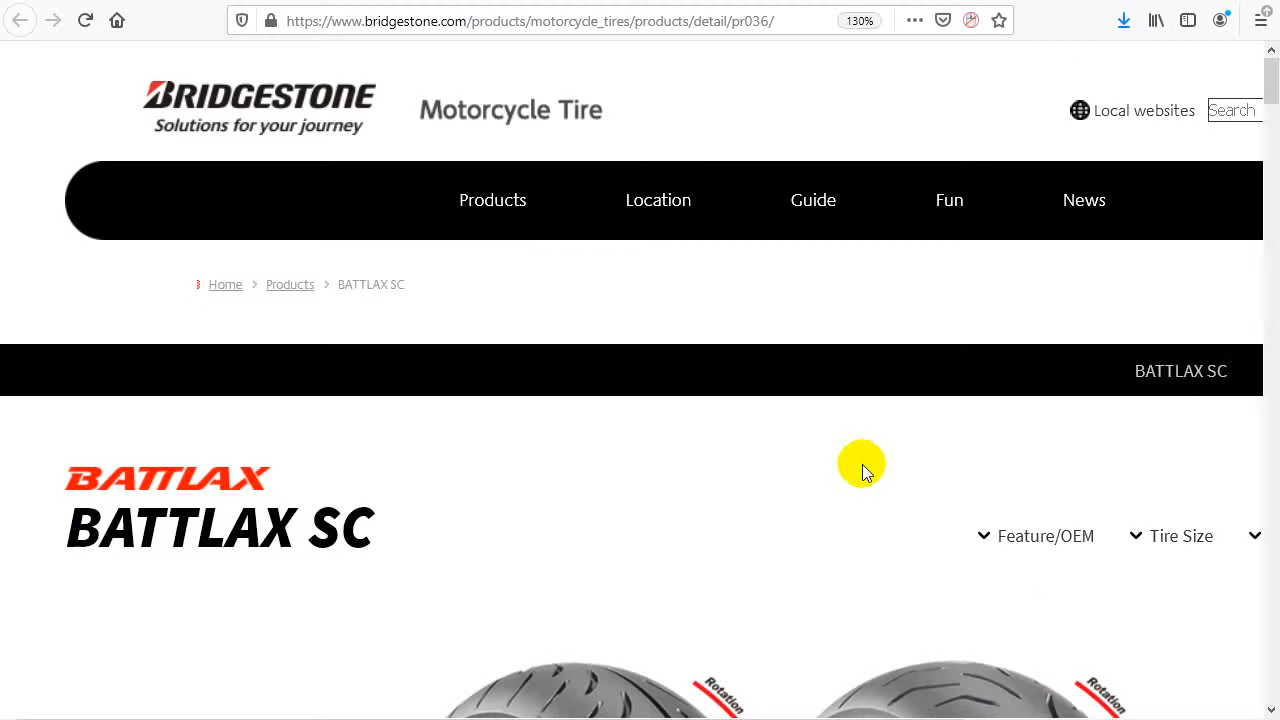 https://www.bridgestone.com/products/motorcycle_tires/products/detail/pr036/
130%
BRIDGESTONE
Solutions for your journey
Motorcycle Tire
Local websites
Search
Products Location Guide Fun News
Home > Products > BATTLAX SC
BATTLAX SC
BATTLAX
BATTLAX SC
Feature/OEM Tire Size
Rotation Rotation